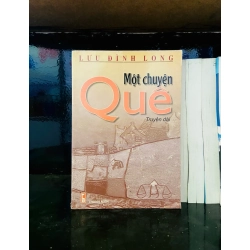 LƯU ĐÌNH LONG
Một chuyện
Quê
Truyện dài